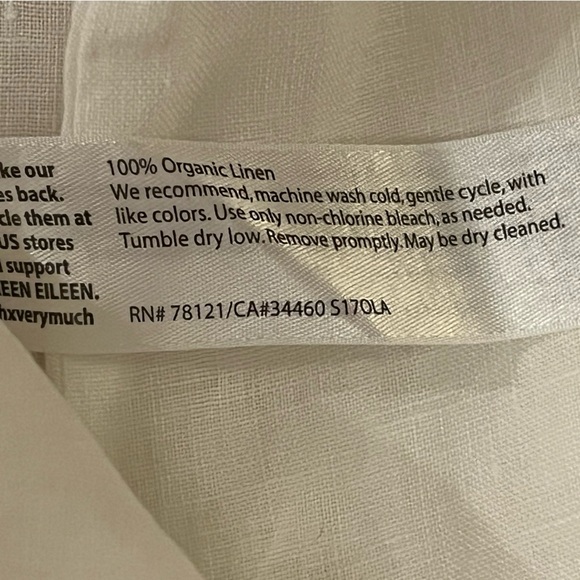 ke our
es back.
cle them at
US stores
support
EEN EILEEN.
hxverymuch
100% Organic Linen
We recommend, machine wash cold, gentle cycle, with
like colors. Use only non-chlorine bleach, as needed.
Tumble dry low. Remove promptly. May be dry cleaned.
RN# 78121/CA#34460 S17OLA